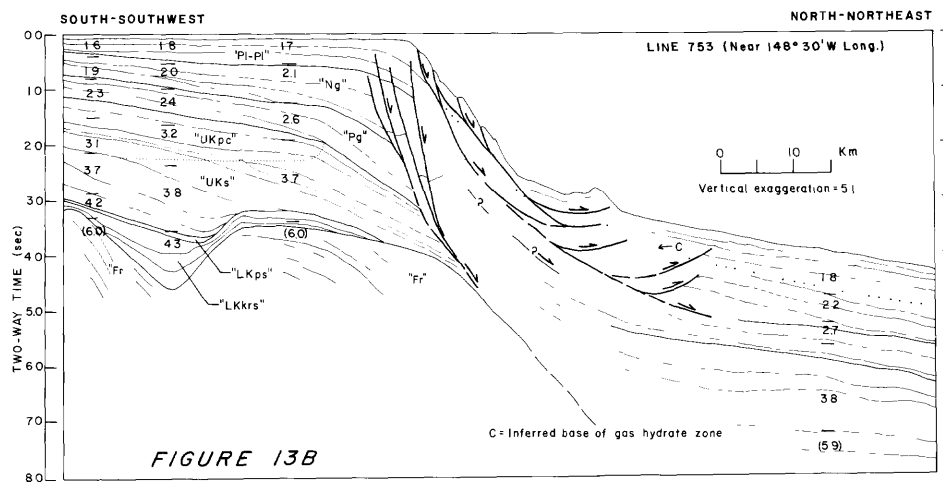 SOUTH-SOUTHWEST
NORTH-NORTHEAST
LINE 753 (Near 148° 30'W Long.)
TWO-WAY TIME (sec)
0.0
1.0
2.0
3.0
4.0
5.0
6.0
7.0
8.0
1.6 1.8 1.7
"Pl-Pl"
1.9 2.0 2.1
"Ng"
2.3 2.4 2.6
"Pg"
3.2
"UKpc"
3.1
"UKs"
3.7 3.8 3.7
4.2
(6.0) 4.3 (6.0)
"LKps"
"Fr" "Fr"
"LKkrs"
?
?
C
0 10 Km
Vertical exaggeration = 5:1
1.8
2.2
2.7
3.8
(5.9)
C = Inferred base of gas hydrate zone
FIGURE 13B